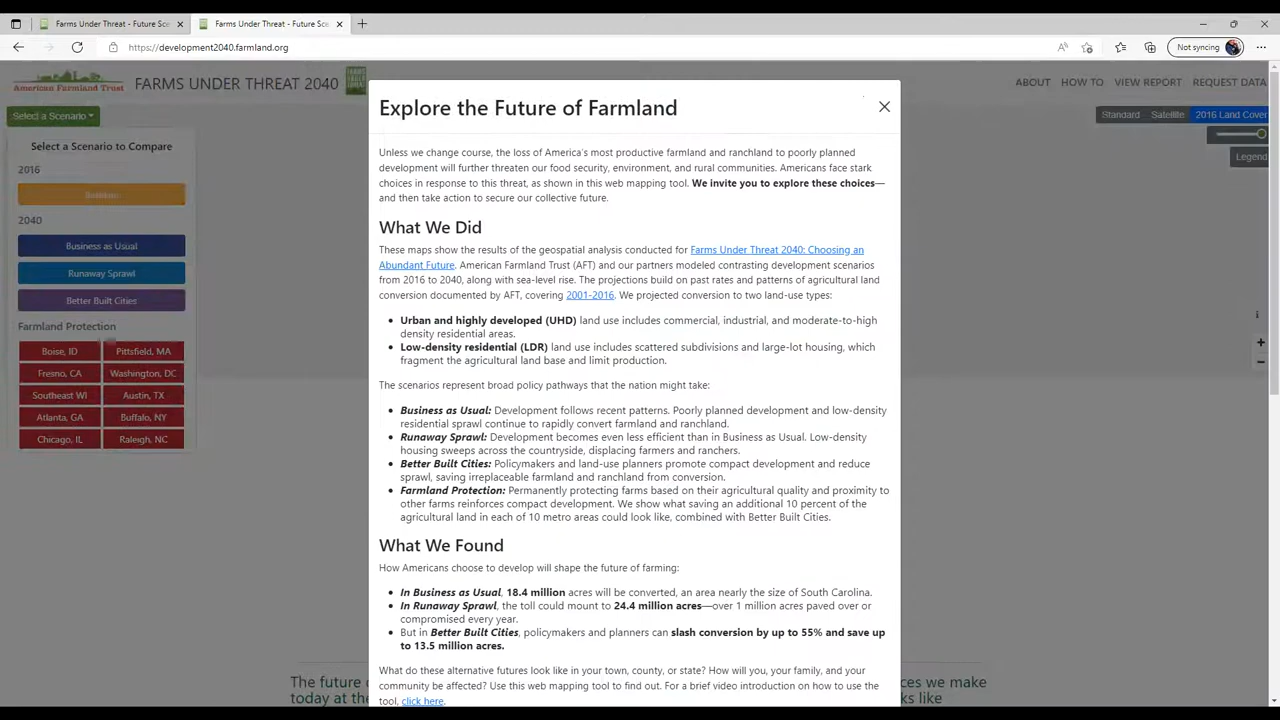 Farms Under Threat - Future Sce
Farms Under Threat - Future Sce
https://development2040.farmland.org
Not syncing
American Farmland Trust
FARMS UNDER THREAT 2040
ABOUT
HOW TO
VIEW REPORT
REQUEST DATA
Select a Scenario
Standard
Satellite
2016 Land Cover
Legend
Select a Scenario to Compare
2016
2040
Business as Usual
Runaway Sprawl
Better Built Cities
Farmland Protection
Boise, ID
Pittsfield, MA
Fresno, CA
Washington, DC
Southeast WI
Austin, TX
Atlanta, GA
Buffalo, NY
Chicago, IL
Raleigh, NC
Explore the Future of Farmland
Unless we change course, the loss of America's most productive farmland and ranchland to poorly planned
development will further threaten our food security, environment, and rural communities. Americans face stark
choices in response to this threat, as shown in this web mapping tool. We invite you to explore these choices—
and then take action to secure our collective future.
What We Did
These maps show the results of the geospatial analysis conducted for Farms Under Threat 2040: Choosing an
Abundant Future. American Farmland Trust (AFT) and our partners modeled contrasting development scenarios
from 2016 to 2040, along with sea-level rise. The projections build on past rates and patterns of agricultural land
conversion documented by AFT, covering 2001-2016. We projected conversion to two land-use types:
• Urban and highly developed (UHD) land use includes commercial, industrial, and moderate-to-high
density residential areas.
• Low-density residential (LDR) land use includes scattered subdivisions and large-lot housing, which
fragment the agricultural land base and limit production.
The scenarios represent broad policy pathways that the nation might take:
• Business as Usual: Development follows recent patterns. Poorly planned development and low-density
residential sprawl continue to rapidly convert farmland and ranchland.
• Runaway Sprawl: Development becomes even less efficient than in Business as Usual. Low-density
housing sweeps across the countryside, displacing farmers and ranchers.
• Better Built Cities: Policymakers and land-use planners promote compact development and reduce
sprawl, saving irreplaceable farmland and ranchland from conversion.
• Farmland Protection: Permanently protecting farms based on their agricultural quality and proximity to
other farms reinforces compact development. We show what saving an additional 10 percent of the
agricultural land in each of 10 metro areas could look like, combined with Better Built Cities.
What We Found
How Americans choose to develop will shape the future of farming:
• In Business as Usual, 18.4 million acres will be converted, an area nearly the size of South Carolina.
• In Runaway Sprawl, the toll could mount to 24.4 million acres—over 1 million acres paved over or
compromised every year.
• But in Better Built Cities, policymakers and planners can slash conversion by up to 55% and save up
to 13.5 million acres.
What do these alternative futures look like in your town, county, or state? How will you, your family, and your
community be affected? Use this web mapping tool to find out. For a brief video introduction on how to use the
tool, click here.
The future
ces we make
today at the
oks like